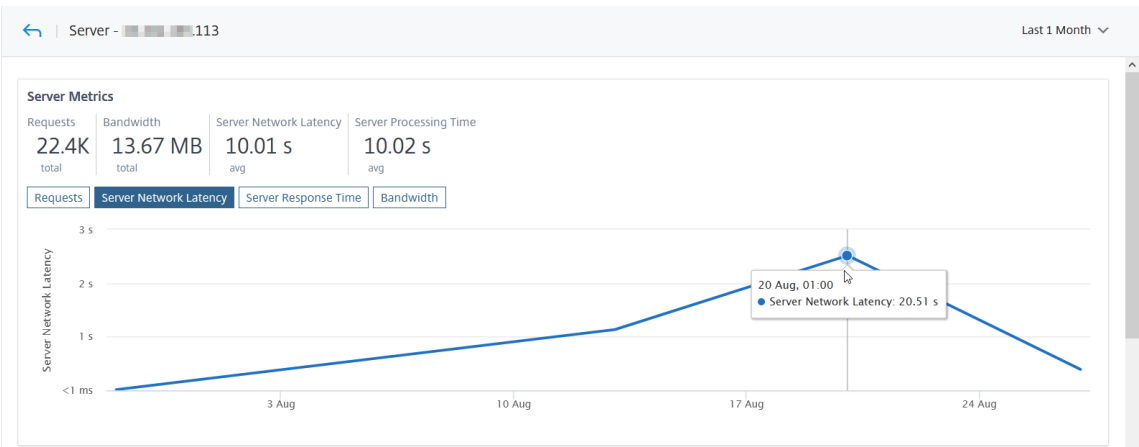 Server - .113
Last 1 Month
Server Metrics
Requests Bandwidth Server Network Latency Server Processing Time
22.4K 13.67 MB 10.01 s 10.02 s
total total avg avg
Requests Server Network Latency Server Response Time Bandwidth
Server Network Latency
3 s
2 s
1 s
<1 ms
20 Aug, 01:00
Server Network Latency: 20.51 s
3 Aug 10 Aug 17 Aug 24 Aug